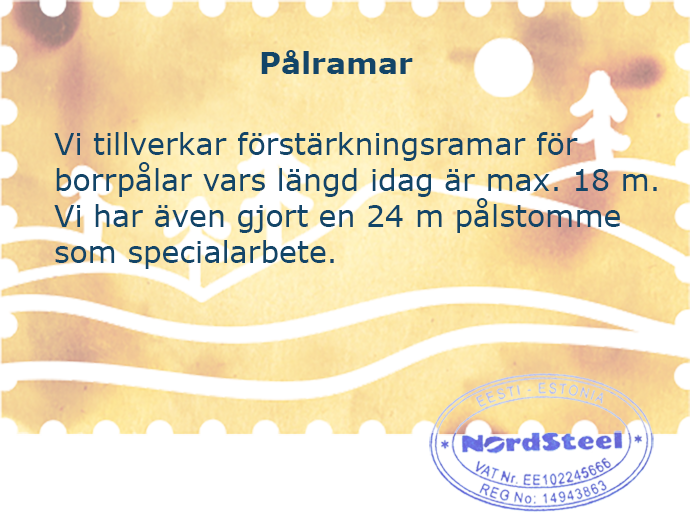 Pålramar
Vi tillverkar förstärkningsramar för
borrpålar vars längd idag är max. 18 m.
Vi har även gjort en 24 m pålstomme
som specialarbete.
EESTI - ESTONIA
* NordSteel *
VAT Nr. EE102245666
REG No: 14943863